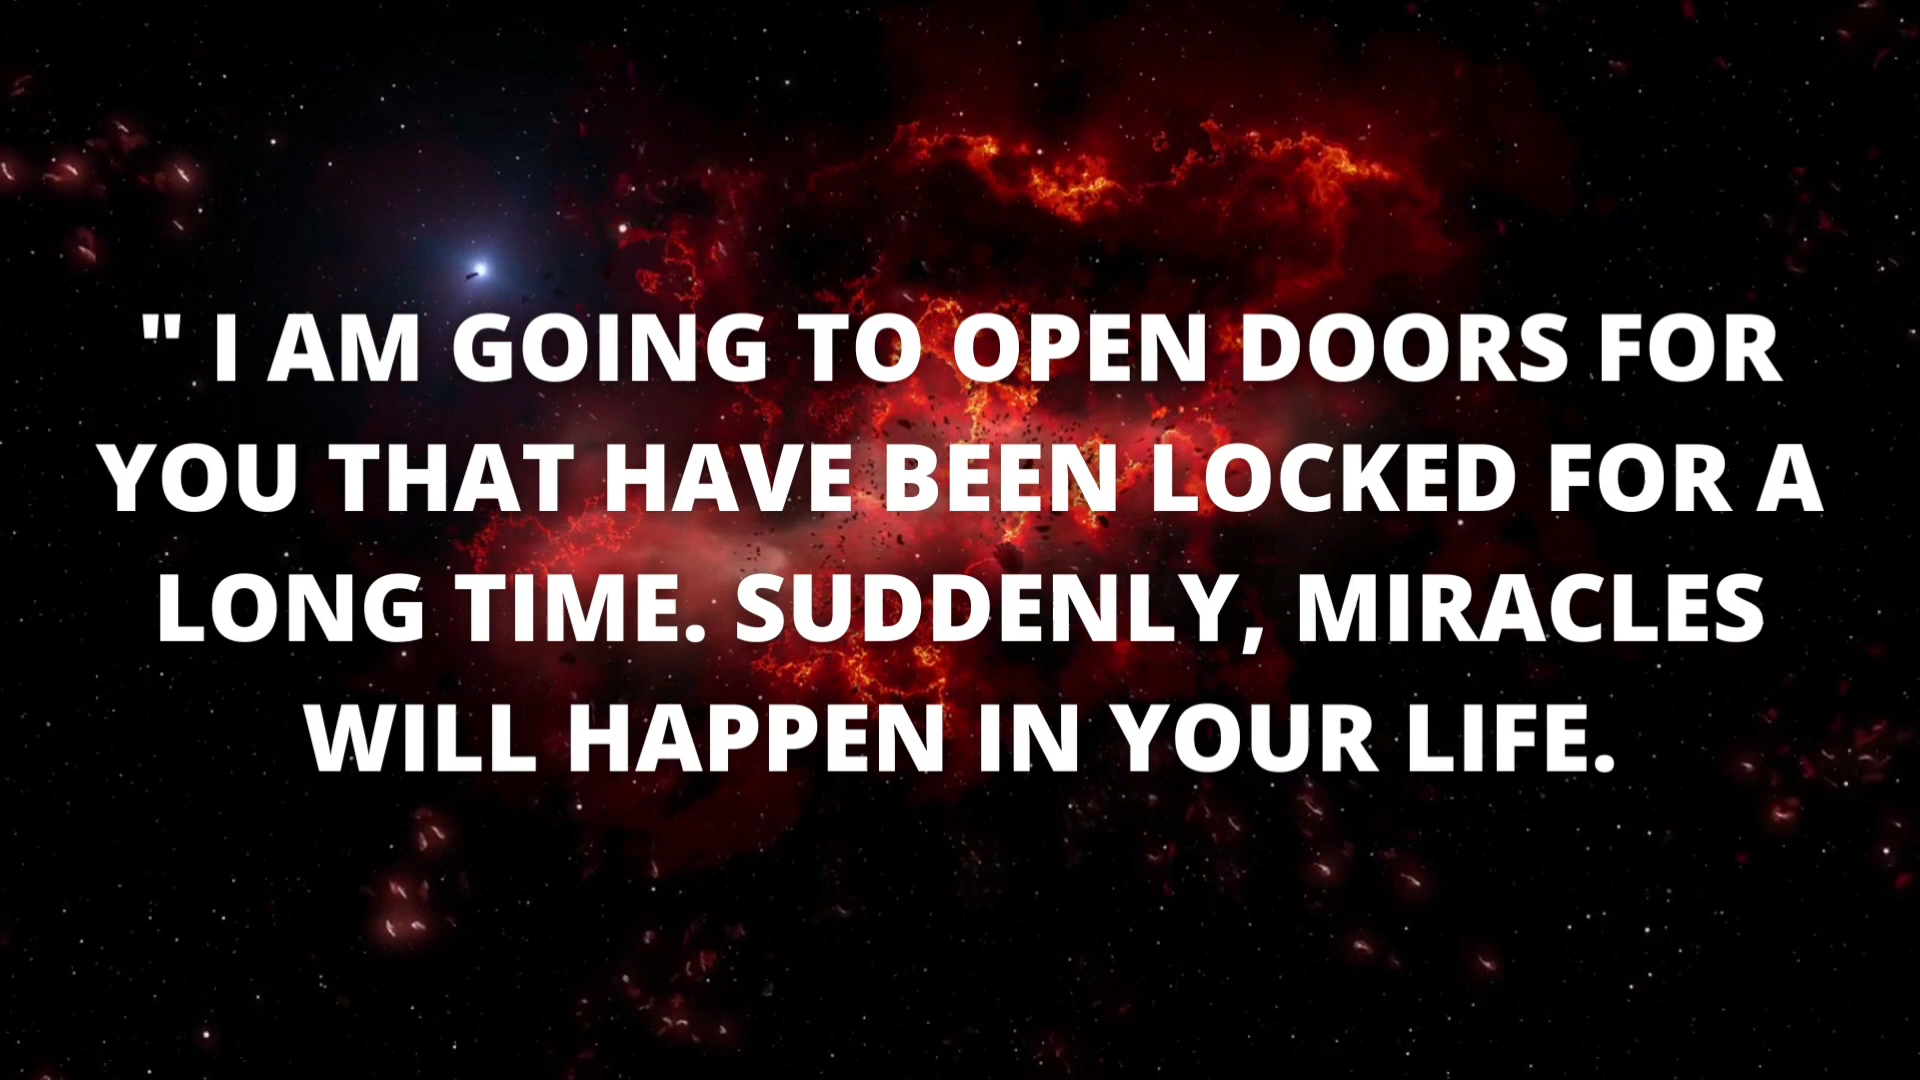 " I AM GOING TO OPEN DOORS FOR
YOU THAT HAVE BEEN LOCKED FOR A
LONG TIME. SUDDENLY, MIRACLES
WILL HAPPEN IN YOUR LIFE.